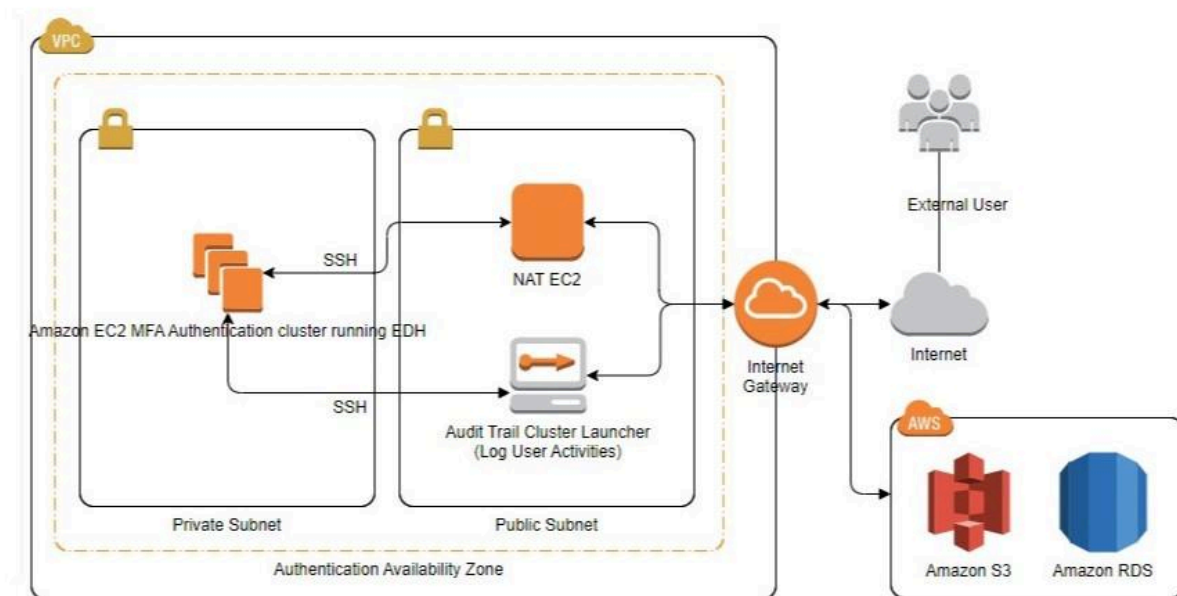 VPC
SSH
NAT EC2
Amazon EC2 MFA Authentication cluster running EDH
SSH
Audit Trail Cluster Launcher
(Log User Activities)
Private Subnet
Public Subnet
Authentication Availability Zone
Internet
Gateway
External User
Internet
AWS
Amazon S3
Amazon RDS